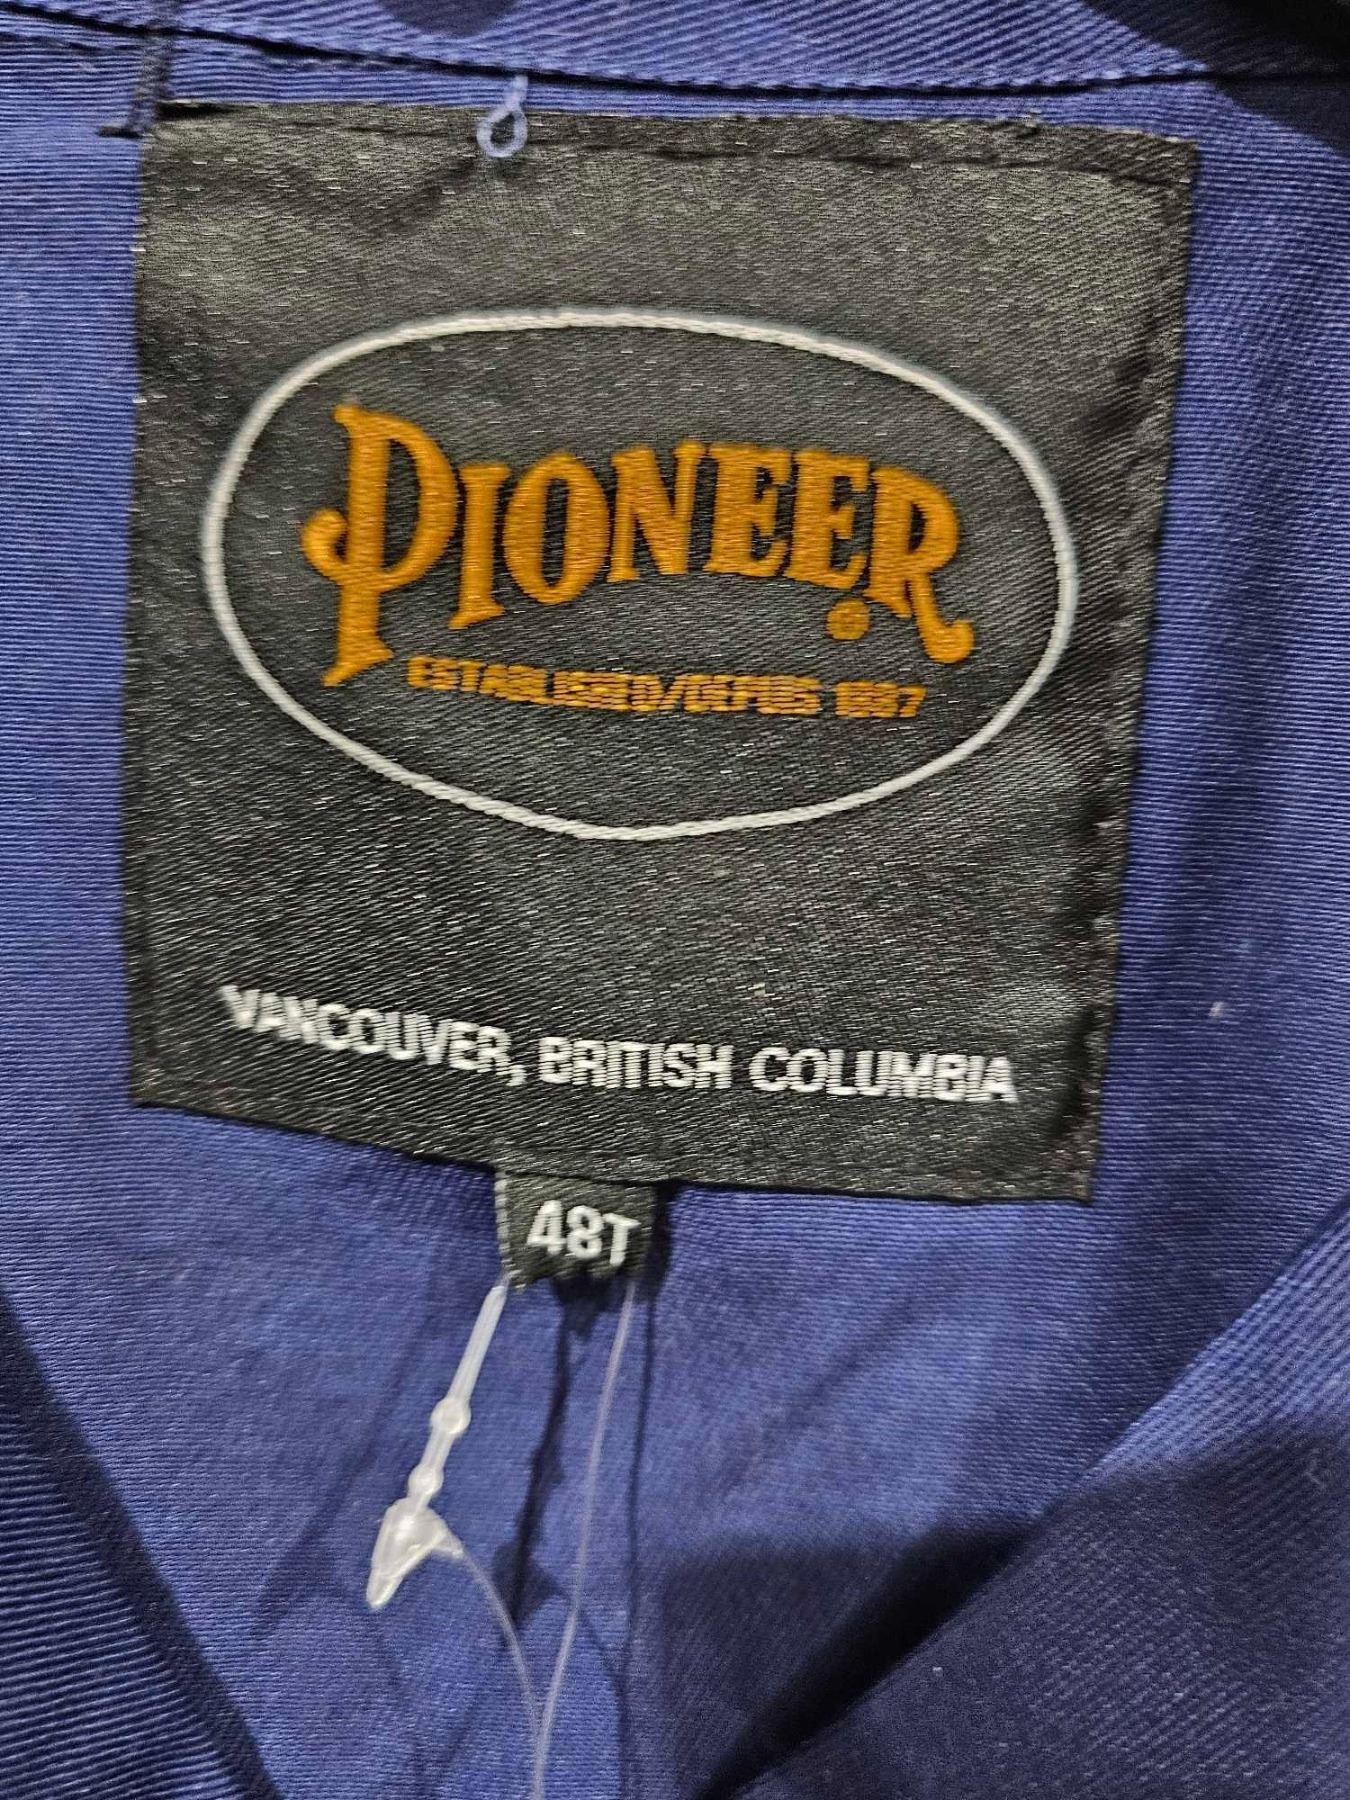 PIONEER
ESTABLISHED/DEPUIS 1887
VANCOUVER, BRITISH COLUMBIA
48T